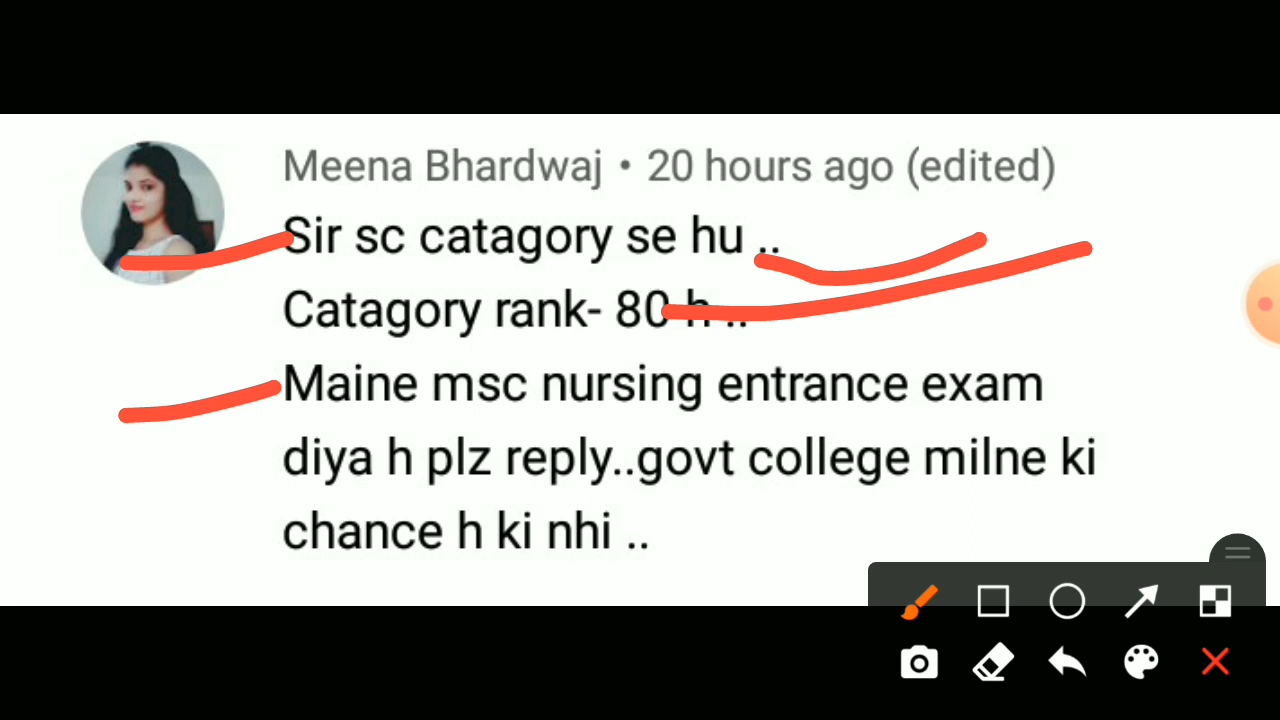 Meena Bhardwaj • 20 hours ago (edited)
Sir sc catagory se hu ..
Catagory rank- 80 h ..
Maine msc nursing entrance exam
diya h plz reply..govt college milne ki
chance h ki nhi ..